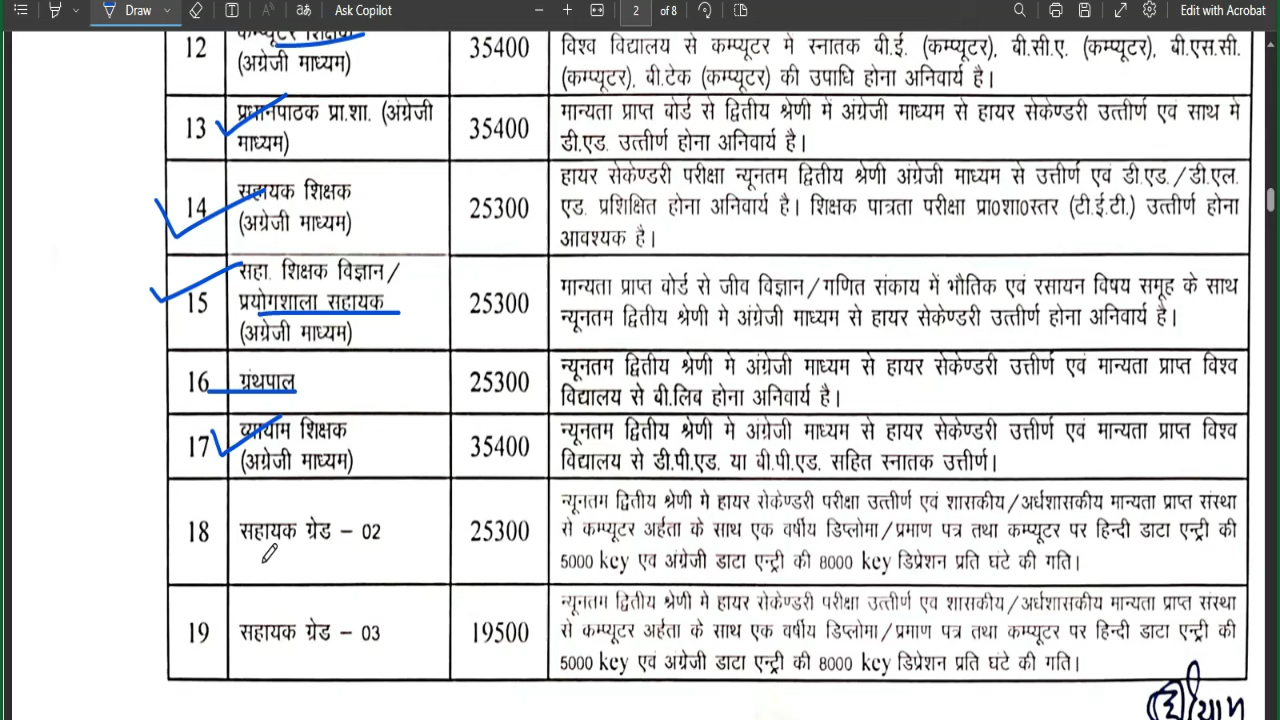 Draw
Ask Copilot
2 of 8
Edit with Acrobat
12
कम्प्यूटर शिक्षक
(अग्रेजी माध्यम)
35400
विश्व विद्यालय से कम्प्यूटर मे स्नातक बी.ई. (कम्प्यूटर), बी.सी.ए. (कम्प्यूटर), बी.एस.सी.
(कम्प्यूटर), बी.टेक (कम्प्यूटर) की उपाधि होना अनिवार्य है।
13
प्रधानपाठक प्रा.शा. (अंग्रेजी
माध्यम)
35400
मान्यता प्राप्त बोर्ड से द्वितीय श्रेणी में अंग्रेजी माध्यम से हायर सेकेण्डरी उत्तीर्ण एवं साथ मे
डी.एड. उत्तीर्ण होना अनिवार्य है।
14
सहायक शिक्षक
(अग्रेजी माध्यम)
25300
हायर सेकेण्डरी परीक्षा न्यूनतम द्वितीय श्रेणी अंग्रेजी माध्यम से उत्तीर्ण एवं डी.एड./डी.एल.
एड. प्रशिक्षित होना अनिवार्य है। शिक्षक पात्रता परीक्षा प्रा0शा0स्तर (टी.ई.टी.) उत्तीर्ण होना
आवश्यक है।
15
सहा. शिक्षक विज्ञान/
प्रयोगशाला सहायक
(अग्रेजी माध्यम)
25300
मान्यता प्राप्त बोर्ड से जीव विज्ञान/गणित संकाय में भौतिक एवं रसायन विषय समूह के साथ
न्यूनतम द्वितीय श्रेणी मे अंग्रेजी माध्यम से हायर सेकेण्डरी उत्तीर्ण होना अनिवार्य है।
16
ग्रंथपाल
25300
न्यूनतम द्वितीय श्रेणी मे अंग्रेजी माध्यम से हायर सेकेण्डरी उत्तीर्ण एवं मान्यता प्राप्त विश्व
विद्यालय से बी.लिब होना अनिवार्य है।
17
व्यायाम शिक्षक
(अग्रेजी माध्यम)
35400
न्यूनतम द्वितीय श्रेणी मे अंग्रेजी माध्यम से हायर सेकेण्डरी उत्तीर्ण एवं मान्यता प्राप्त विश्व
विद्यालय से डी.पी.एड. या बी.पी.एड. सहित स्नातक उत्तीर्ण।
18
सहायक ग्रेड – 02
25300
न्यूनतम द्वितीय श्रेणी मे हायर सेकेण्डरी परीक्षा उत्तीर्ण एवं शासकीय/अर्धशासकीय मान्यता प्राप्त संस्था
से कम्प्यूटर अर्हता के साथ एक वर्षीय डिप्लोमा/प्रमाण पत्र तथा कम्प्यूटर पर हिन्दी डाटा एन्ट्री की
5000 key एव अंग्रेजी डाटा एन्ट्री की 8000 key डिप्रेशन प्रति घंटे की गति।
19
सहायक ग्रेड – 03
19500
न्यूनतम द्वितीय श्रेणी मे हायर सेकेण्डरी परीक्षा उत्तीर्ण एव शासकीय/अर्धशासकीय मान्यता प्राप्त संस्था
से कम्प्यूटर अर्हता के साथ एक वर्षीय डिप्लोमा/प्रमाण पत्र तथा कम्प्यूटर पर हिन्दी डाटा एन्ट्री की
5000 key एवं अंग्रेजी डाटा एन्ट्री की 8000 key डिप्रेशन प्रति घंटे की गति।